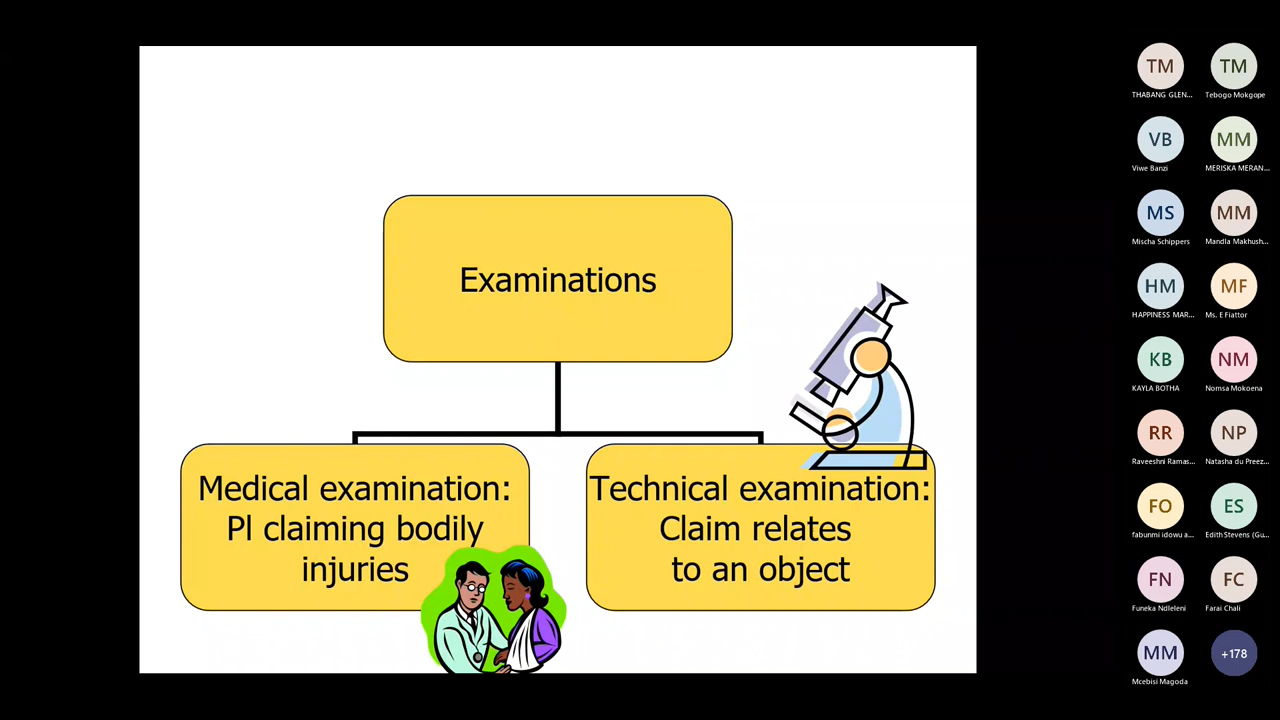 Examinations
Medical examination:
Pl claiming bodily
injuries
Technical examination:
Claim relates
to an object
TM
TM
THABANG GLEN...
Tebogo Mokgope
VB
MM
Viwe Banzi
MERISKA MERAN...
MS
MM
Mischa Schippers
Mandla Makhush...
HM
MF
HAPPINESS MAR...
Ms. E Fiattor
KB
NM
KAYLA BOTHA
Nomsa Mokoena
RR
NP
Raveeshni Ramas...
Natasha du Preez...
FO
ES
fabunmi idowu a...
Edith Stevens (Gu...
FN
FC
Funeka Ndleleni
Farai Chali
MM
+178
Mcebisi Magoda